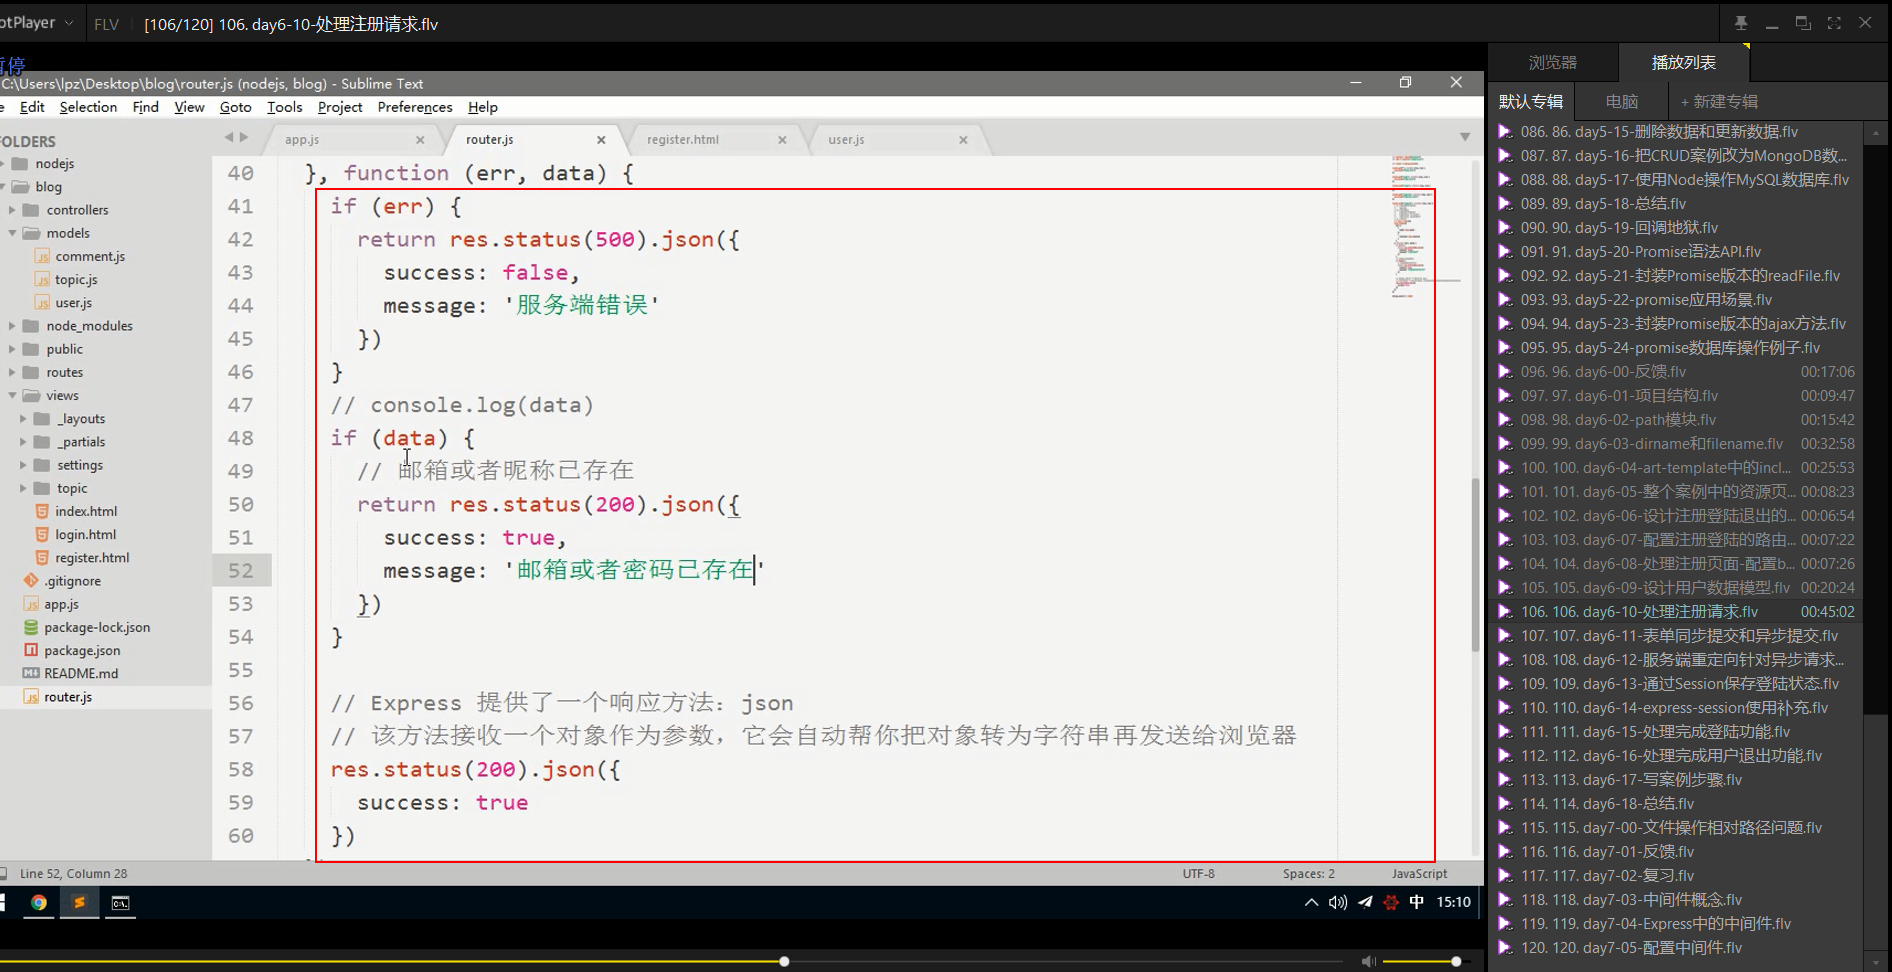 otPlayer
FLV
[106/120] 106. day6-10-处理注册请求.flv
暂停
C:\Users\lpz\Desktop\blog\router.js (nodejs, blog) - Sublime Text
e Edit Selection Find View Goto Tools Project Preferences Help
FOLDERS
nodejs
blog
controllers
models
comment.js
topic.js
user.js
node_modules
public
routes
views
_layouts
_partials
settings
topic
index.html
login.html
register.html
.gitignore
app.js
package-lock.json
package.json
README.md
router.js
app.js
router.js
register.html
user.js
40 }, function (err, data) {
41 if (err) {
42 return res.status(500).json({
43 success: false,
44 message: '服务端错误'
45 })
46 }
47 // console.log(data)
48 if (data) {
49 // 邮箱或者昵称已存在
50 return res.status(200).json({
51 success: true,
52 message: '邮箱或者密码已存在'
53 })
54 }
55
56 // Express 提供了一个响应方法：json
57 // 该方法接收一个对象作为参数，它会自动帮你把对象转为字符串再发送给浏览器
58 res.status(200).json({
59 success: true
60 })
Line 52, Column 28
UTF-8
Spaces: 2
JavaScript
中
15:10
浏览器
播放列表
默认专辑
电脑
+ 新建专辑
086. 86. day5-15-删除数据和更新数据.flv
087. 87. day5-16-把CRUD案例改为MongoDB数...
088. 88. day5-17-使用Node操作MySQL数据库.flv
089. 89. day5-18-总结.flv
090. 90. day5-19-回调地狱.flv
091. 91. day5-20-Promise语法API.flv
092. 92. day5-21-封装Promise版本的readFile.flv
093. 93. day5-22-promise应用场景.flv
094. 94. day5-23-封装Promise版本的ajax方法.flv
095. 95. day5-24-promise数据库操作例子.flv
096. 96. day6-00-反馈.flv 00:17:06
097. 97. day6-01-项目结构.flv 00:09:47
098. 98. day6-02-path模块.flv 00:15:42
099. 99. day6-03-dirname和filename.flv 00:32:58
100. 100. day6-04-art-template中的incl... 00:25:53
101. 101. day6-05-整个案例中的资源页... 00:08:23
102. 102. day6-06-设计注册登陆退出的... 00:06:54
103. 103. day6-07-配置注册登陆的路由... 00:07:22
104. 104. day6-08-处理注册页面-配置b... 00:07:26
105. 105. day6-09-设计用户数据模型.flv 00:20:24
106. 106. day6-10-处理注册请求.flv 00:45:02
107. 107. day6-11-表单同步提交和异步提交.flv
108. 108. day6-12-服务端重定向针对异步请求...
109. 109. day6-13-通过Session保存登陆状态.flv
110. 110. day6-14-express-session使用补充.flv
111. 111. day6-15-处理完成登陆功能.flv
112. 112. day6-16-处理完成用户退出功能.flv
113. 113. day6-17-写案例步骤.flv
114. 114. day6-18-总结.flv
115. 115. day7-00-文件操作相对路径问题.flv
116. 116. day7-01-反馈.flv
117. 117. day7-02-复习.flv
118. 118. day7-03-中间件概念.flv
119. 119. day7-04-Express中的中间件.flv
120. 120. day7-05-配置中间件.flv